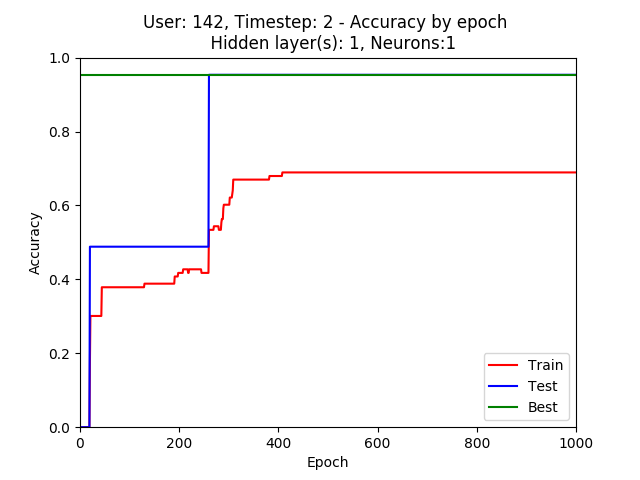 User: 142, Timestep: 2 - Accuracy by epoch
Hidden layer(s): 1, Neurons:1
1.0
0.8
0.6
0.4
0.2
0.0
Accuracy
0 200 400 600 800 1000
Epoch
Train
Test
Best